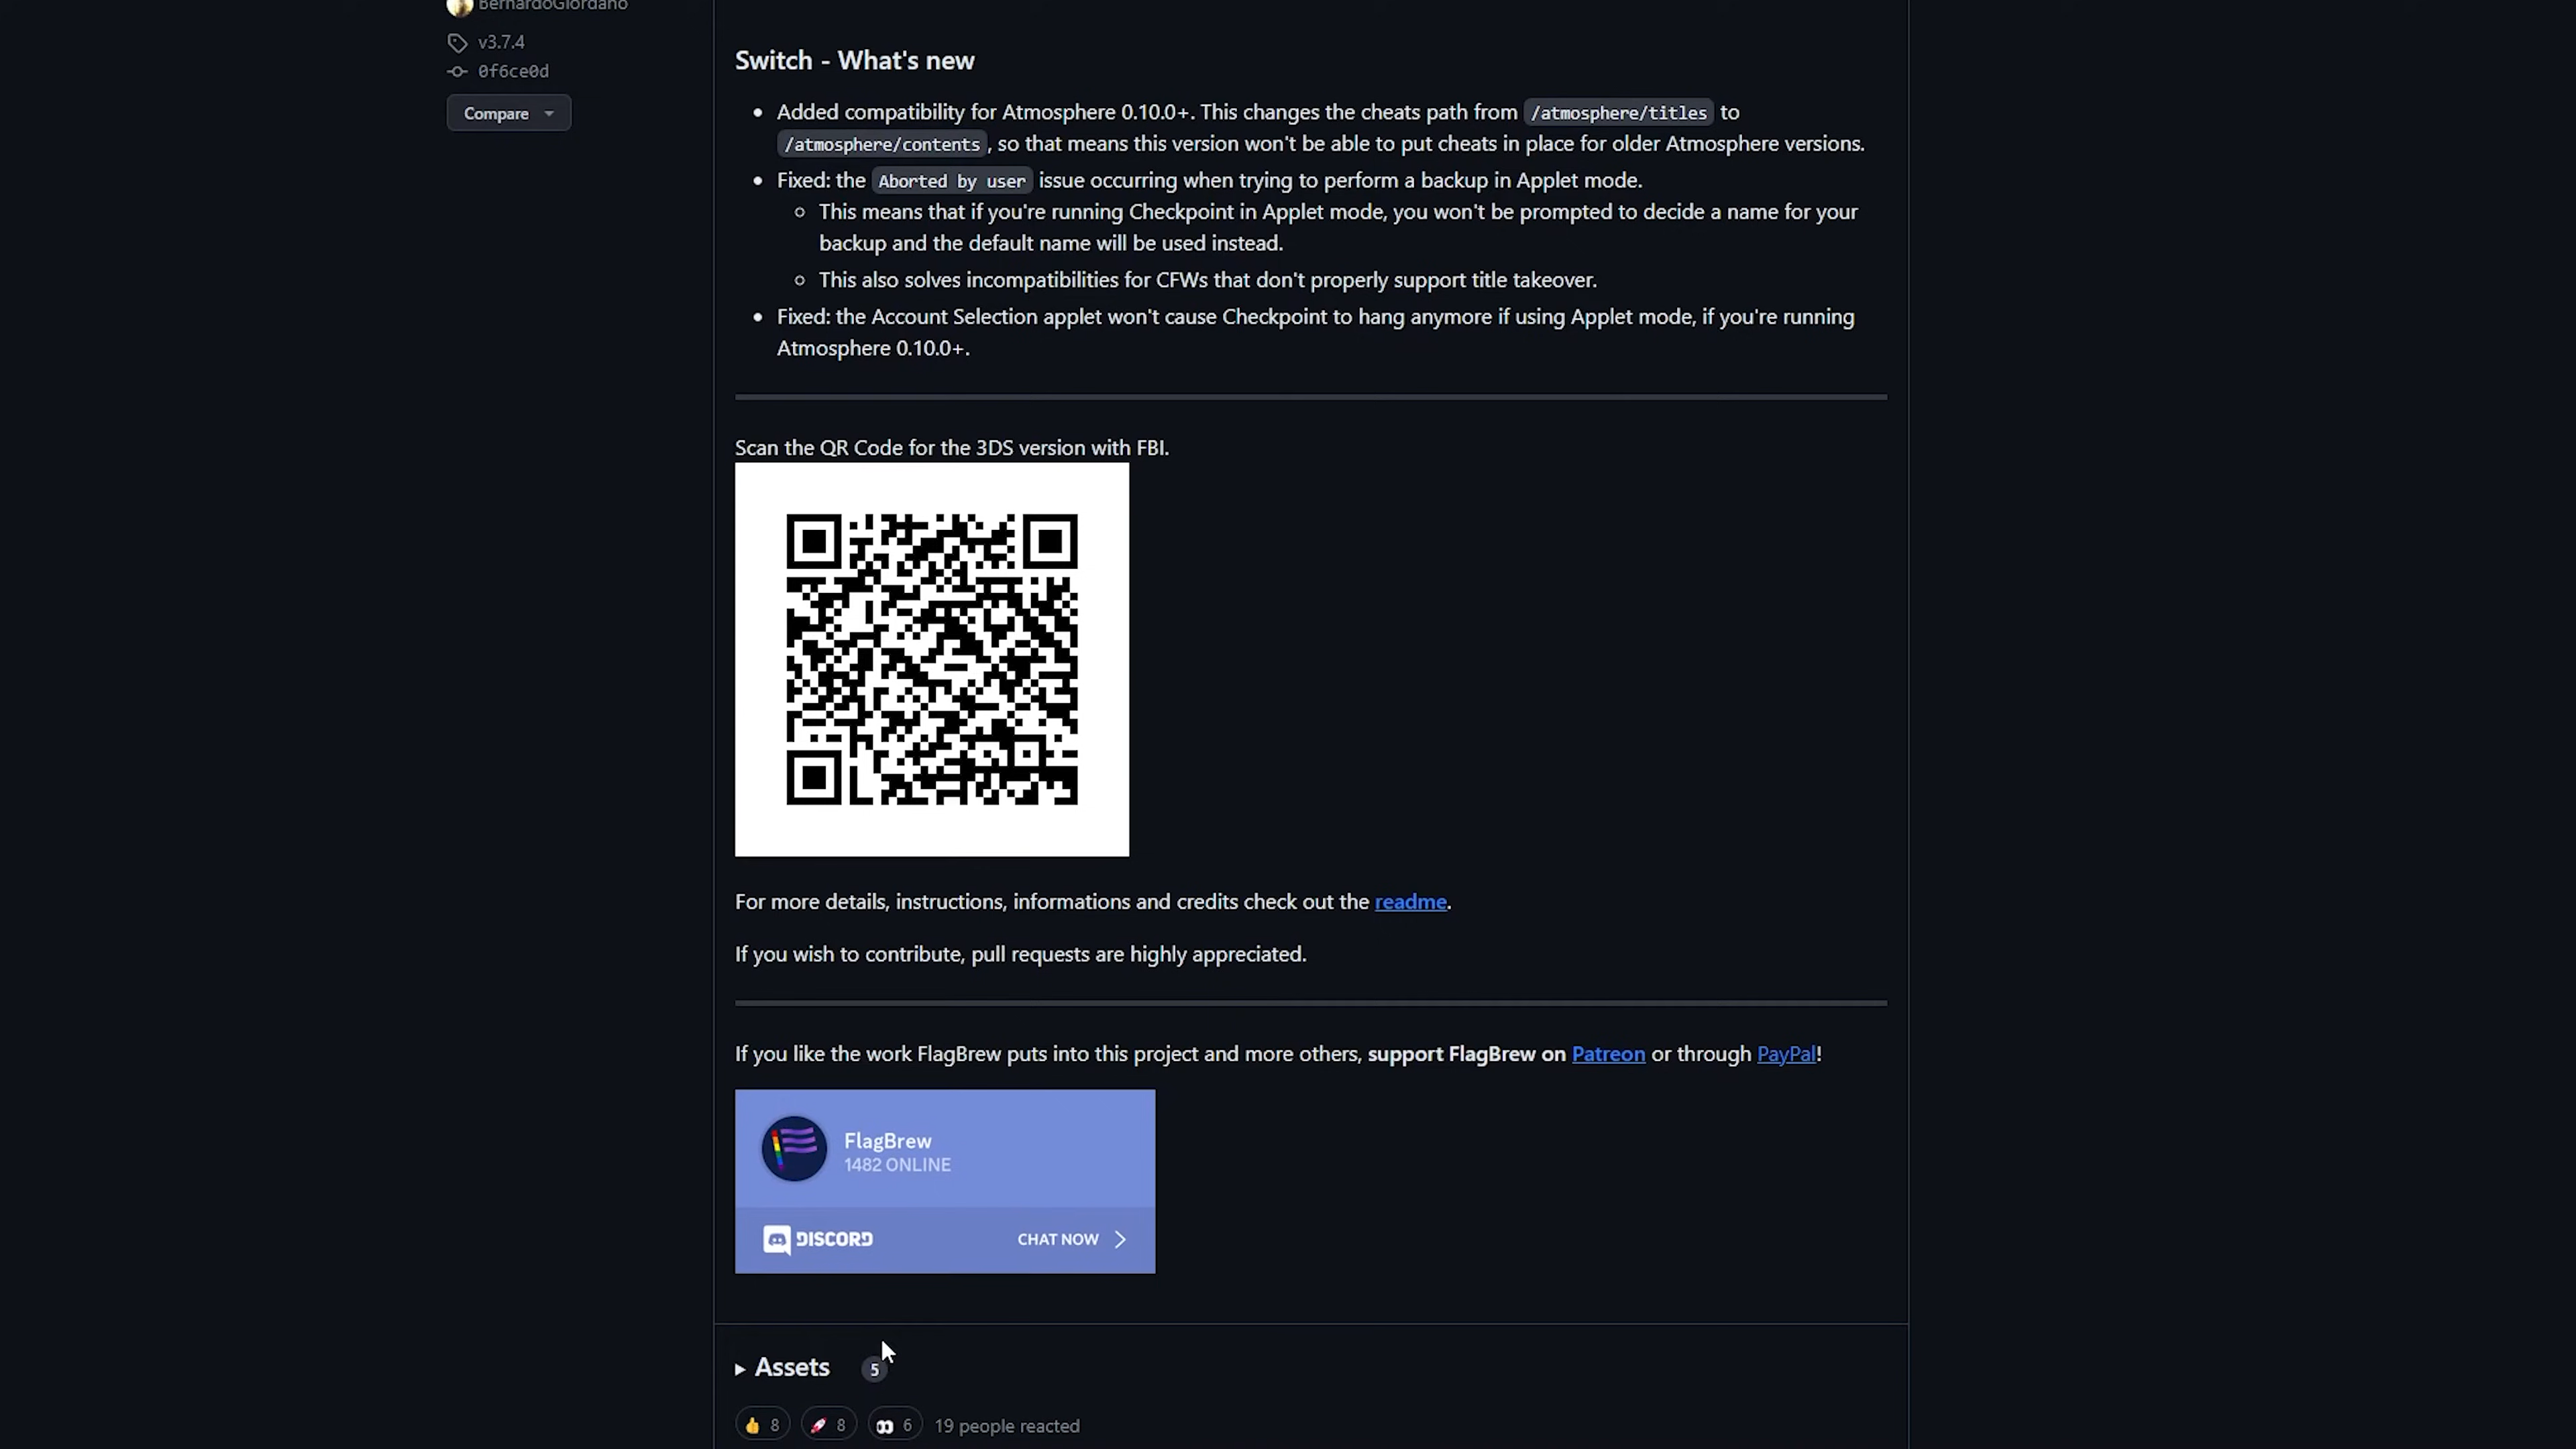 BernardoGiordano
v3.7.4
0f6ce0d
Compare
Switch - What's new
Added compatibility for Atmosphere 0.10.0+. This changes the cheats path from /atmosphere/titles to
/atmosphere/contents , so that means this version won't be able to put cheats in place for older Atmosphere versions.
Fixed: the Aborted by user issue occurring when trying to perform a backup in Applet mode.
This means that if you're running Checkpoint in Applet mode, you won't be prompted to decide a name for your
backup and the default name will be used instead.
This also solves incompatibilities for CFWs that don't properly support title takeover.
Fixed: the Account Selection applet won't cause Checkpoint to hang anymore if using Applet mode, if you're running
Atmosphere 0.10.0+.
Scan the QR Code for the 3DS version with FBI.
For more details, instructions, informations and credits check out the readme.
If you wish to contribute, pull requests are highly appreciated.
If you like the work FlagBrew puts into this project and more others, support FlagBrew on Patreon or through PayPal!
FlagBrew
1482 ONLINE
DISCORD CHAT NOW
Assets 5
8 8 6 19 people reacted